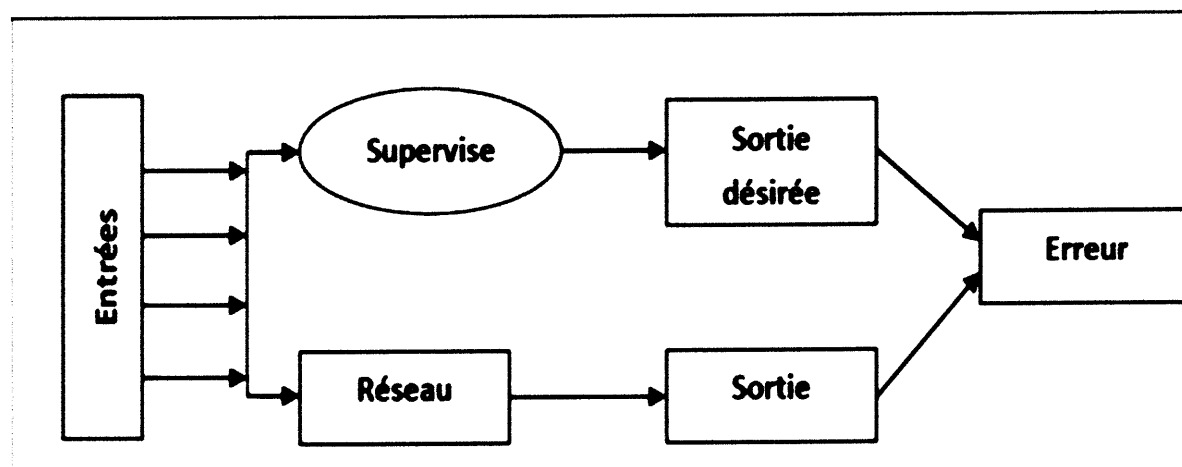 Entrées
Supervise
Sortie
désirée
Erreur
Réseau
Sortie